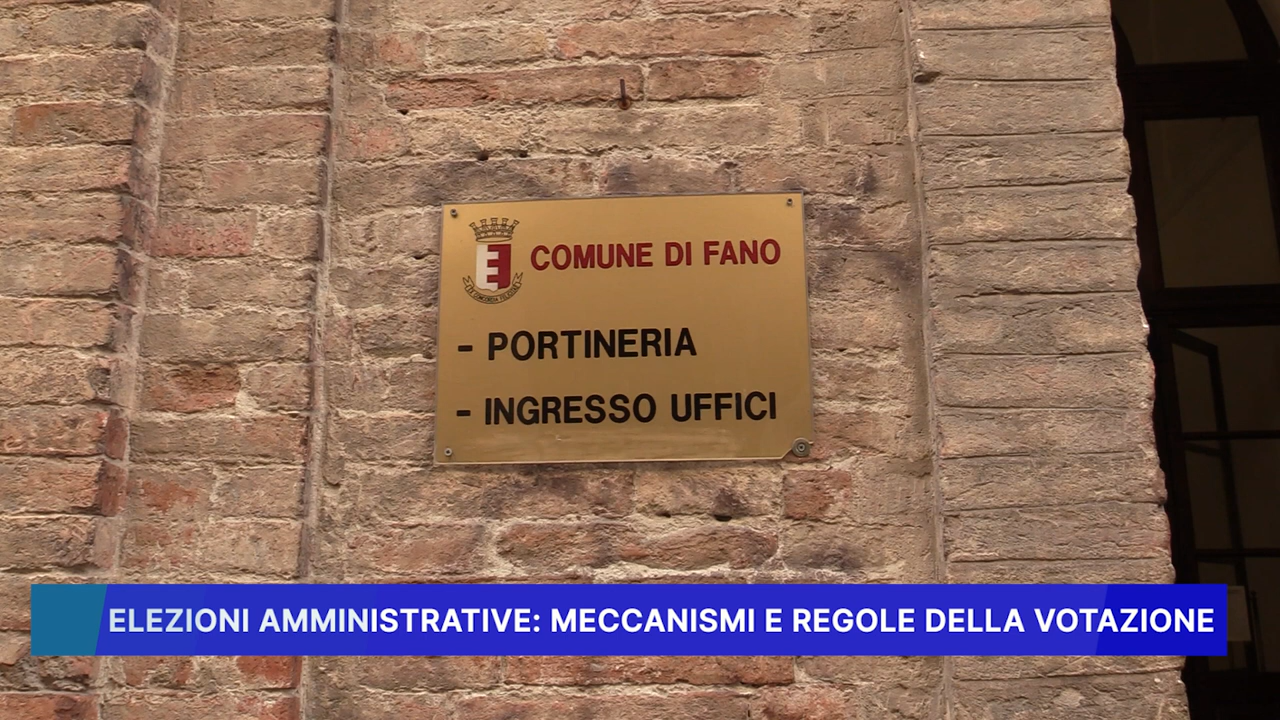 COMUNE DI FANO
- PORTINERIA
- INGRESSO UFFICI
ELEZIONI AMMINISTRATIVE: MECCANISMI E REGOLE DELLA VOTAZIONE